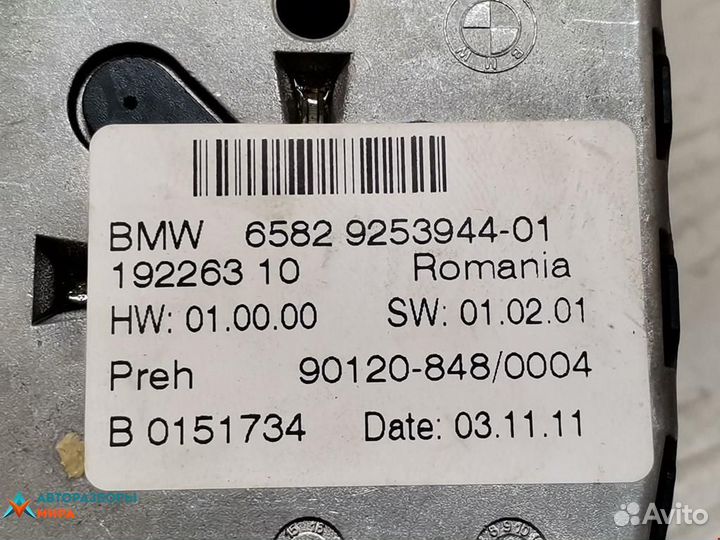 BMW
BMW 6582 9253944-01
192263 10 Romania
HW: 01.00.00 SW: 01.02.01
Preh 90120-848/0004
B 0151734 Date: 03.11.11
АВТОРАЗБОРЫ
МИРА
Avito